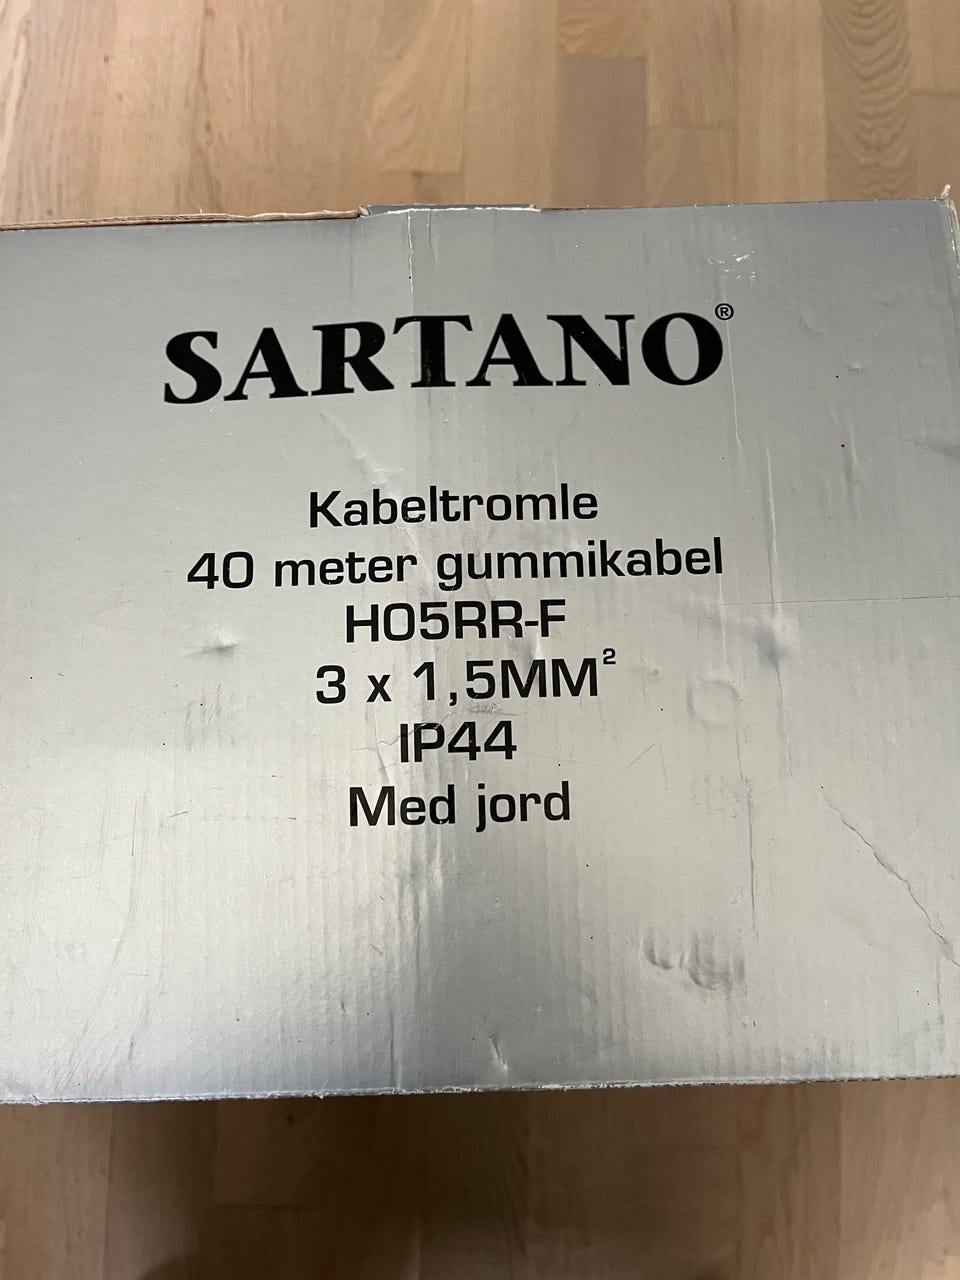 SARTANO®
Kabeltromle
40 meter gummikabel
H05RR-F
3 x 1,5MM²
IP44
Med jord